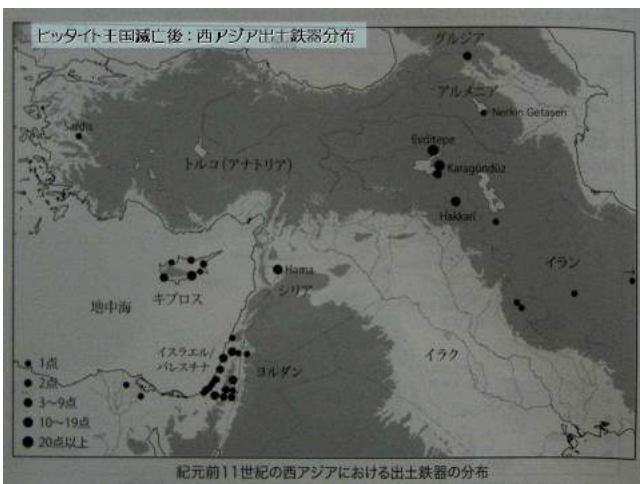 ヒッタイト王国滅亡後：西アジア出土鉄器分布
グルジア
アルメニア
Nerkin Getasen
Sardis
Evditepe
トルコ（アナトリア）
Karagündüz
Hakkari
イラン
Hama
シリア
キプロス
地中海
イスラエル/
パレスチナ
ヨルダン
イラク
1点
2点
3～9点
10～19点
20点以上
紀元前11世紀の西アジアにおける出土鉄器の分布